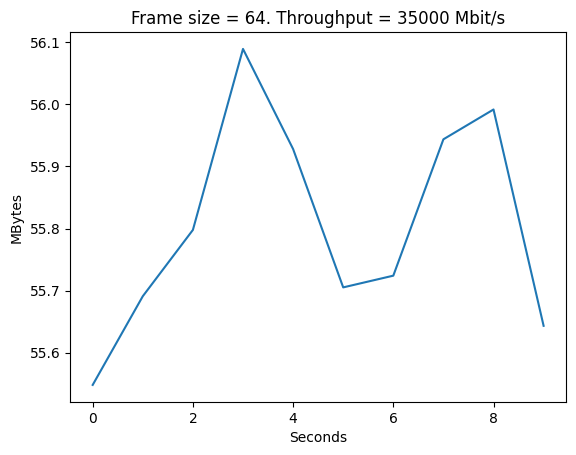 Frame size = 64. Throughput = 35000 Mbit/s
56.1
56.0
55.9
55.8
55.7
55.6
MBytes
0 2 4 6 8
Seconds